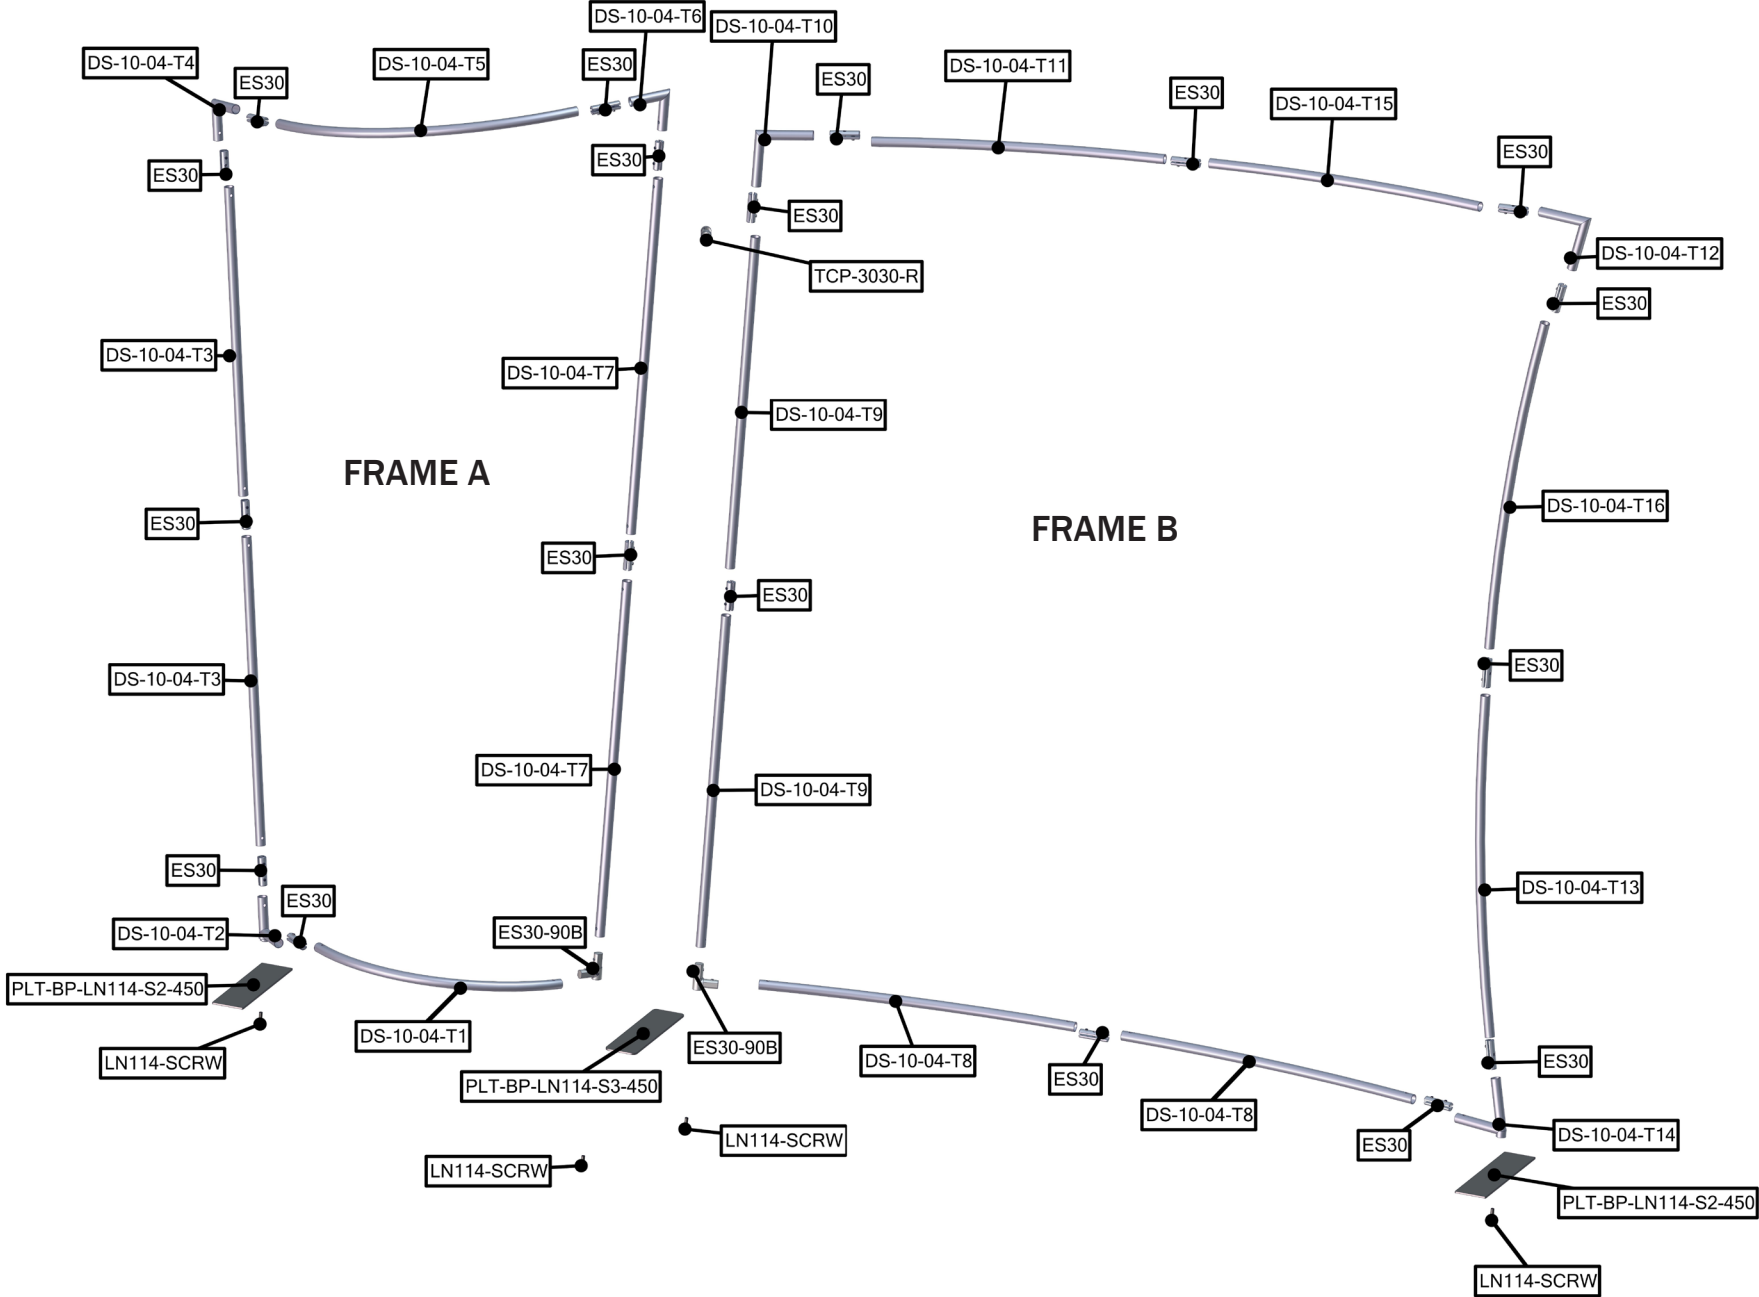 DS-10-04-T6
DS-10-04-T10
DS-10-04-T4
ES30
DS-10-04-T5
ES30
ES30
DS-10-04-T11
ES30
DS-10-04-T15
ES30
ES30
ES30
ES30
DS-10-04-T12
TCP-3030-R
ES30
DS-10-04-T3
DS-10-04-T7
DS-10-04-T9
FRAME A
DS-10-04-T16
ES30
FRAME B
ES30
ES30
ES30
DS-10-04-T3
DS-10-04-T7
DS-10-04-T9
ES30
ES30
DS-10-04-T13
DS-10-04-T2
ES30-90B
PLT-BP-LN114-S2-450
DS-10-04-T1
ES30-90B
LN114-SCRW
DS-10-04-T8
ES30
ES30
PLT-BP-LN114-S3-450
DS-10-04-T8
LN114-SCRW
ES30
DS-10-04-T14
LN114-SCRW
PLT-BP-LN114-S2-450
LN114-SCRW